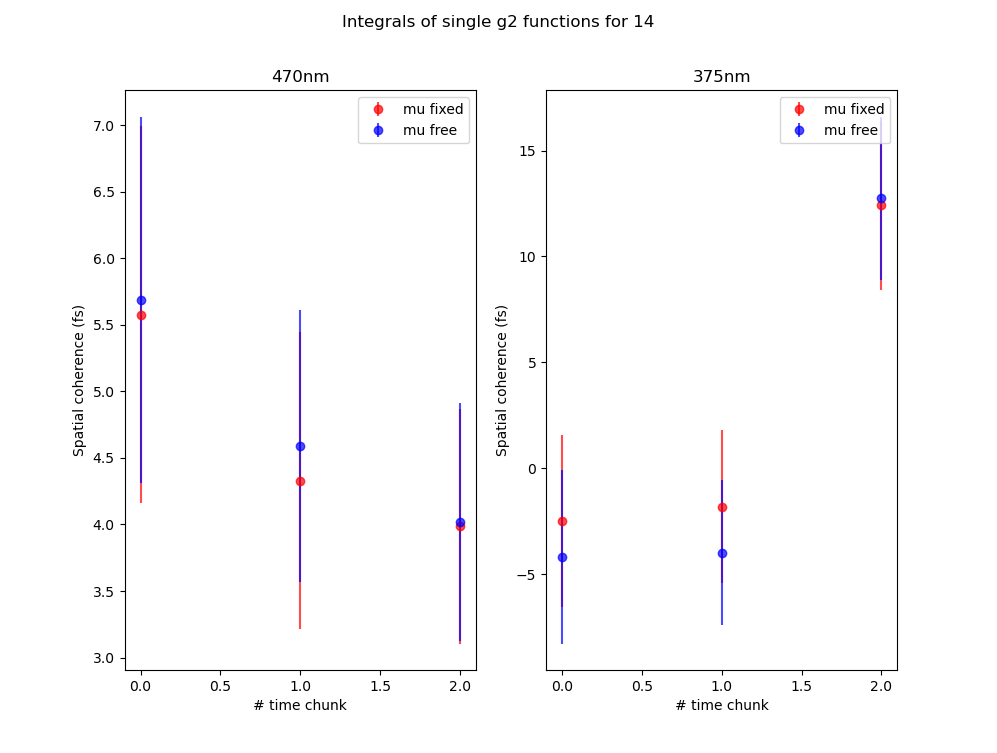 Integrals of single g2 functions for 14
470nm
mu fixed
mu free
7.0
6.5
6.0
5.5
5.0
4.5
4.0
3.5
3.0
Spatial coherence (fs)
0.0 0.5 1.0 1.5 2.0
# time chunk
375nm
mu fixed
mu free
15
10
5
0
−5
Spatial coherence (fs)
0.0 0.5 1.0 1.5 2.0
# time chunk